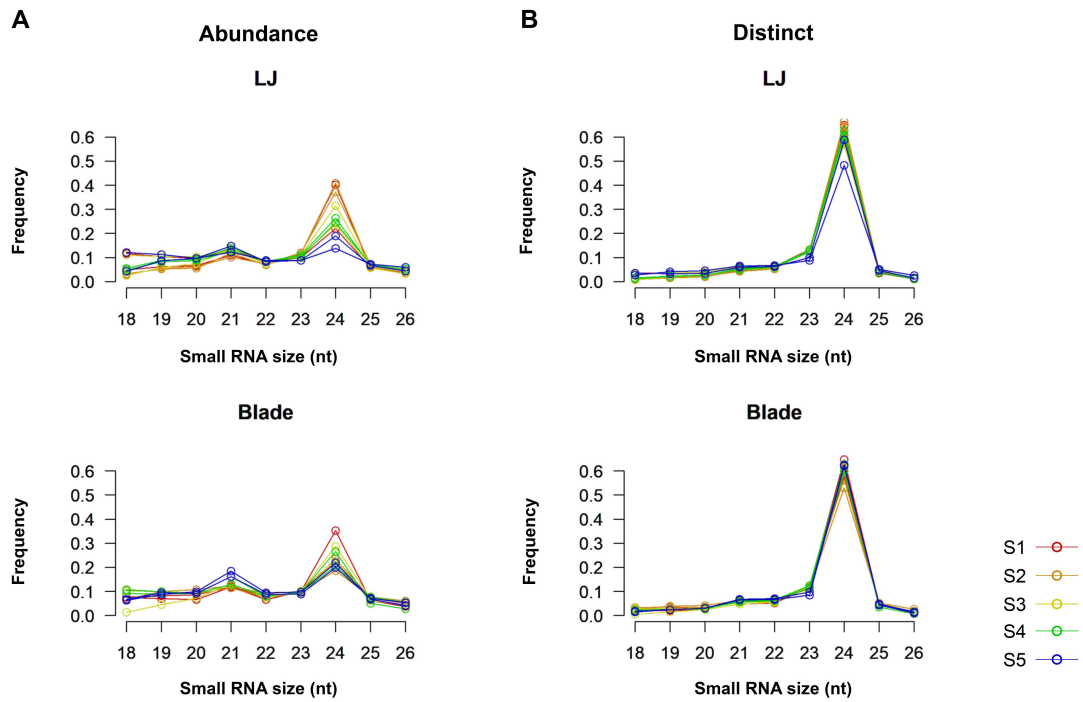 A
Abundance
LJ
Frequency
0.6
0.5
0.4
0.3
0.2
0.1
0.0
18 19 20 21 22 23 24 25 26
Small RNA size (nt)
Blade
Frequency
0.6
0.5
0.4
0.3
0.2
0.1
0.0
18 19 20 21 22 23 24 25 26
Small RNA size (nt)
B
Distinct
LJ
Frequency
0.6
0.5
0.4
0.3
0.2
0.1
0.0
18 19 20 21 22 23 24 25 26
Small RNA size (nt)
Blade
Frequency
0.6
0.5
0.4
0.3
0.2
0.1
0.0
18 19 20 21 22 23 24 25 26
Small RNA size (nt)
S1
S2
S3
S4
S5